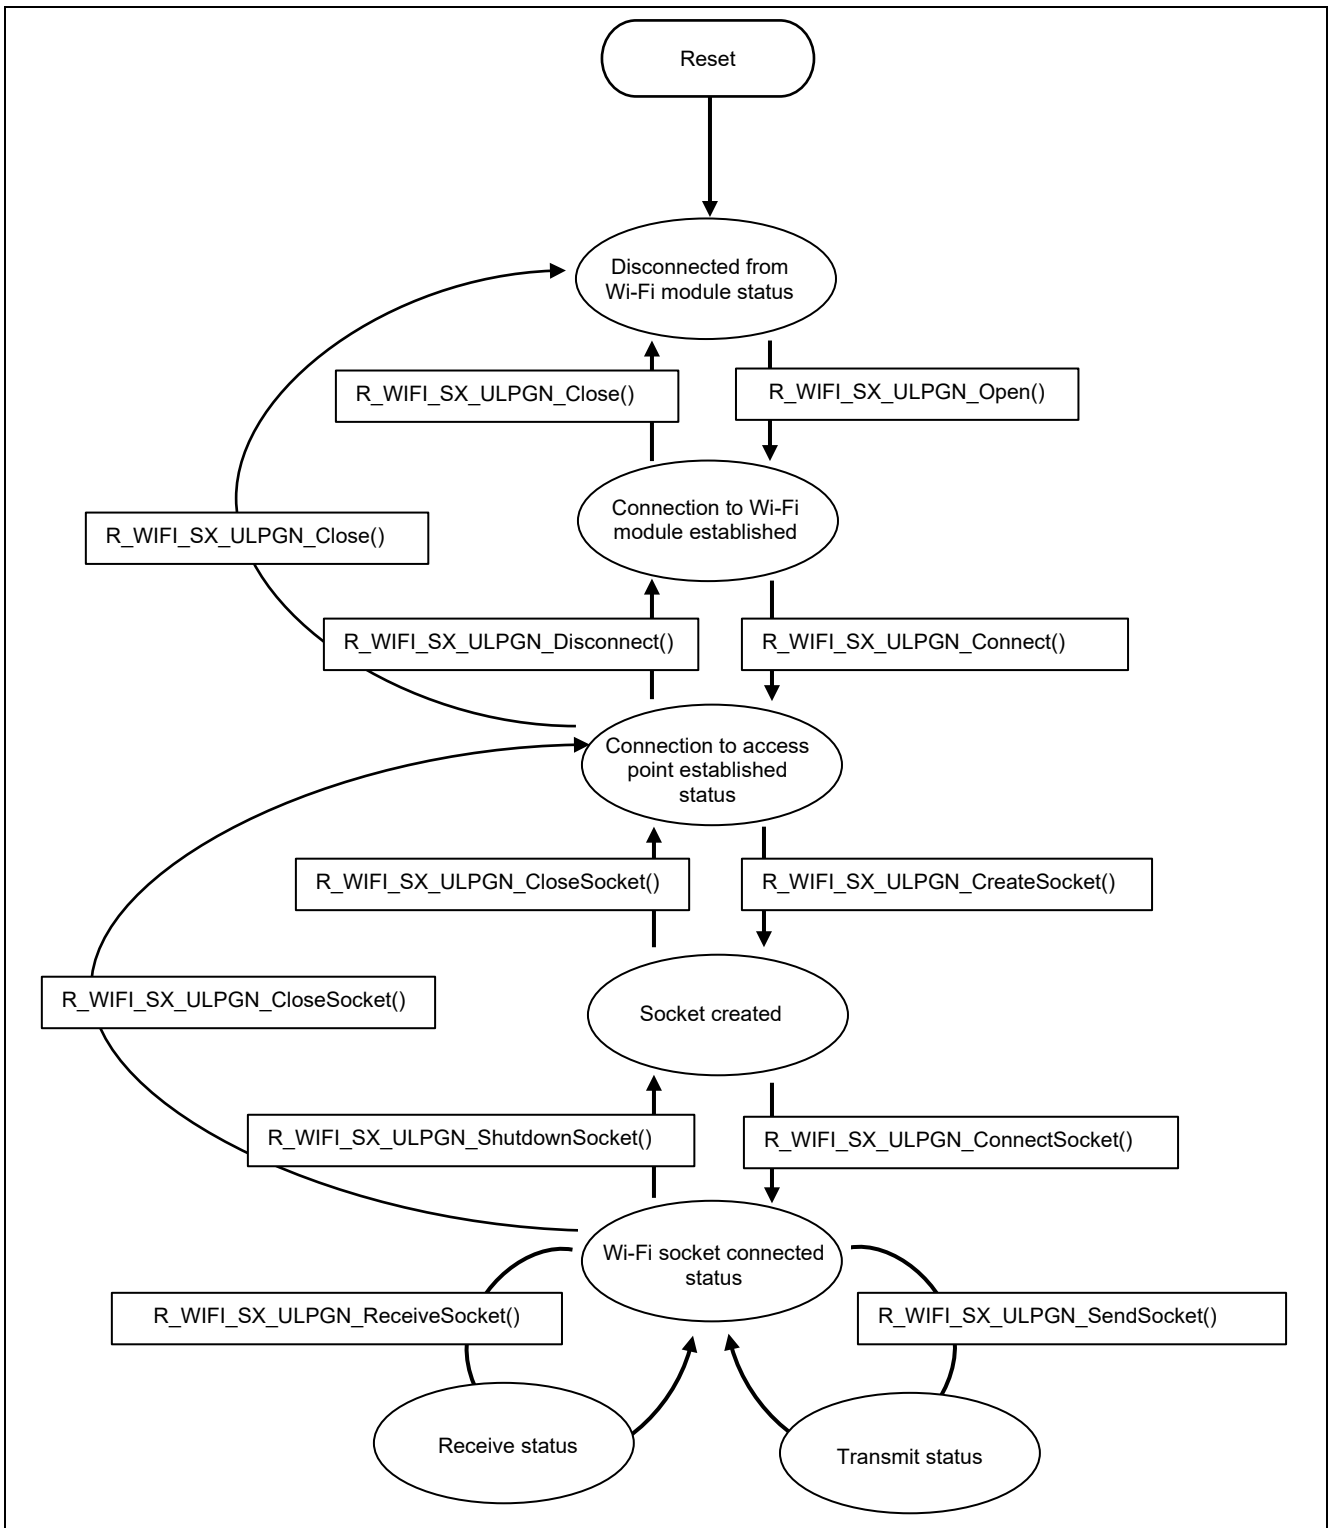 Reset
Disconnected from
Wi-Fi module status
R_WIFI_SX_ULPGN_Close()
R_WIFI_SX_ULPGN_Open()
Connection to Wi-Fi
module established
R_WIFI_SX_ULPGN_Close()
R_WIFI_SX_ULPGN_Disconnect()
R_WIFI_SX_ULPGN_Connect()
Connection to access
point established
status
R_WIFI_SX_ULPGN_CloseSocket()
R_WIFI_SX_ULPGN_CreateSocket()
R_WIFI_SX_ULPGN_CloseSocket()
Socket created
R_WIFI_SX_ULPGN_ShutdownSocket()
R_WIFI_SX_ULPGN_ConnectSocket()
Wi-Fi socket connected
status
R_WIFI_SX_ULPGN_ReceiveSocket()
R_WIFI_SX_ULPGN_SendSocket()
Receive status
Transmit status